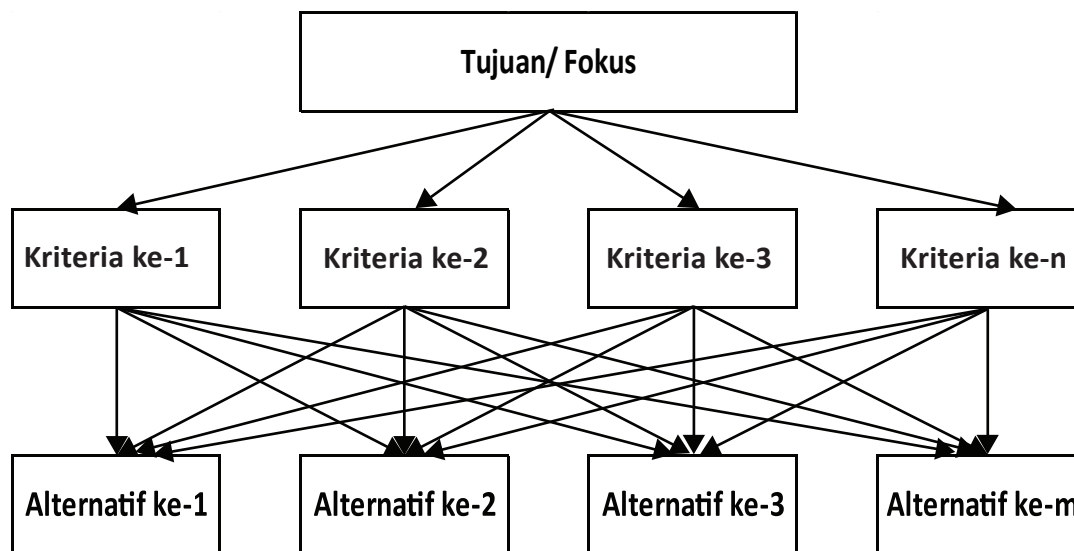 Tujuan/ Fokus
Kriteria ke-1
Kriteria ke-2
Kriteria ke-3
Kriteria ke-n
Alternatif ke-1
Alternatif ke-2
Alternatif ke-3
Alternatif ke-m